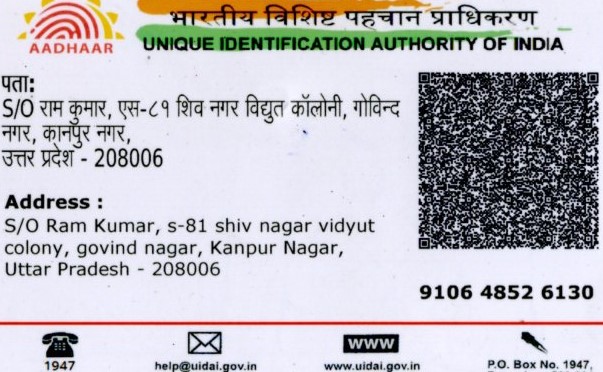 AADHAAR
भारतीय विशिष्ट पहचान प्राधिकरण
UNIQUE IDENTIFICATION AUTHORITY OF INDIA
पता:
S/O राम कुमार, एस-८१ शिव नगर विद्युत कॉलोनी, गोविन्द
नगर, कानपुर नगर,
उत्तर प्रदेश - 208006
Address :
S/O Ram Kumar, s-81 shiv nagar vidyut
colony, govind nagar, Kanpur Nagar,
Uttar Pradesh - 208006
9106 4852 6130
WWW
1947
help@uidai.gov.in
www.uidai.gov.in
P.O. Box No. 1947,